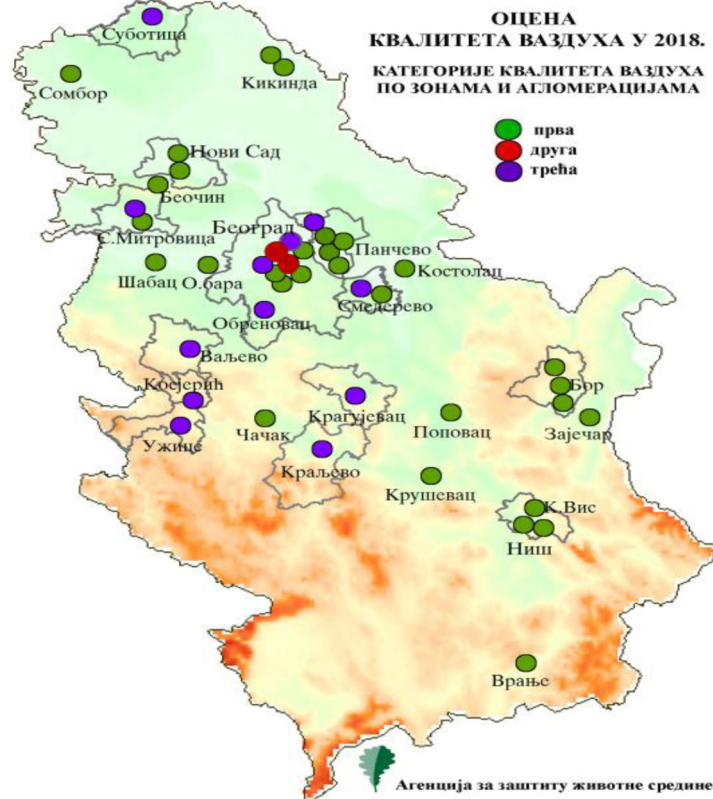 ОЦЕНА
КВАЛИТЕТА ВАЗДУХА У 2018.
КАТЕГОРИЈЕ КВАЛИТЕТА ВАЗДУХА
ПО ЗОНАМА И АГЛОМЕРАЦИЈАМА
прва
друга
трећа
Суботица
Сомбор
Кикинда
Нови Сад
Беочин
С.Митровица
Београд
Панчево
Шабац
О.бара
Костолац
Смедерево
Обреновац
Ваљево
Косјерић
Бор
Ужице
Чачак
Крагујевац
Поповац
Зајечар
Краљево
Крушевац
К.Вис
Ниш
Врање
Агенција за заштиту животне средине